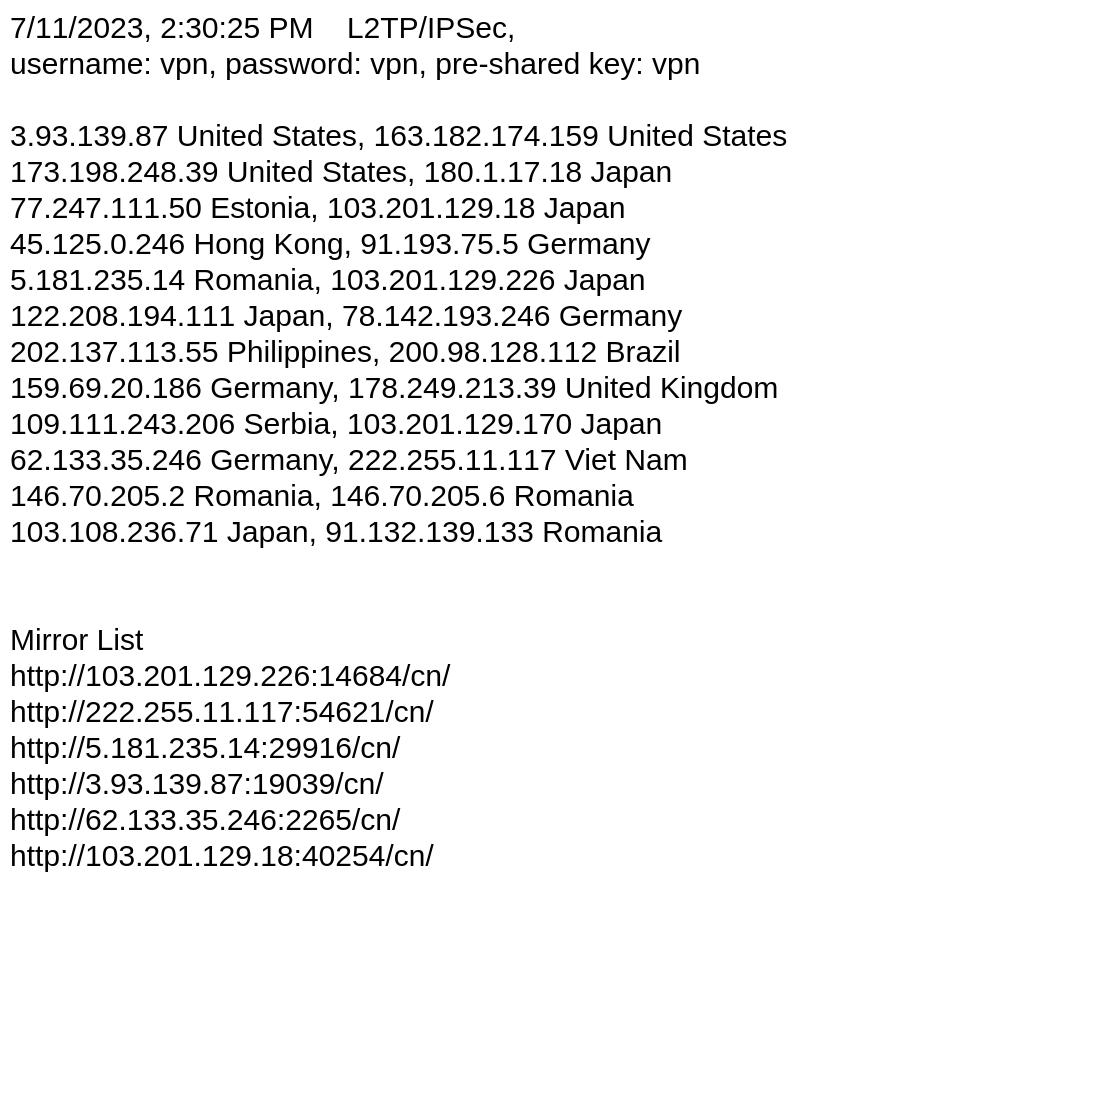 7/11/2023, 2:30:25 PM    L2TP/IPSec,
username: vpn, password: vpn, pre-shared key: vpn
3.93.139.87 United States, 163.182.174.159 United States
173.198.248.39 United States, 180.1.17.18 Japan
77.247.111.50 Estonia, 103.201.129.18 Japan
45.125.0.246 Hong Kong, 91.193.75.5 Germany
5.181.235.14 Romania, 103.201.129.226 Japan
122.208.194.111 Japan, 78.142.193.246 Germany
202.137.113.55 Philippines, 200.98.128.112 Brazil
159.69.20.186 Germany, 178.249.213.39 United Kingdom
109.111.243.206 Serbia, 103.201.129.170 Japan
62.133.35.246 Germany, 222.255.11.117 Viet Nam
146.70.205.2 Romania, 146.70.205.6 Romania
103.108.236.71 Japan, 91.132.139.133 Romania
Mirror List
http://103.201.129.226:14684/cn/
http://222.255.11.117:54621/cn/
http://5.181.235.14:29916/cn/
http://3.93.139.87:19039/cn/
http://62.133.35.246:2265/cn/
http://103.201.129.18:40254/cn/